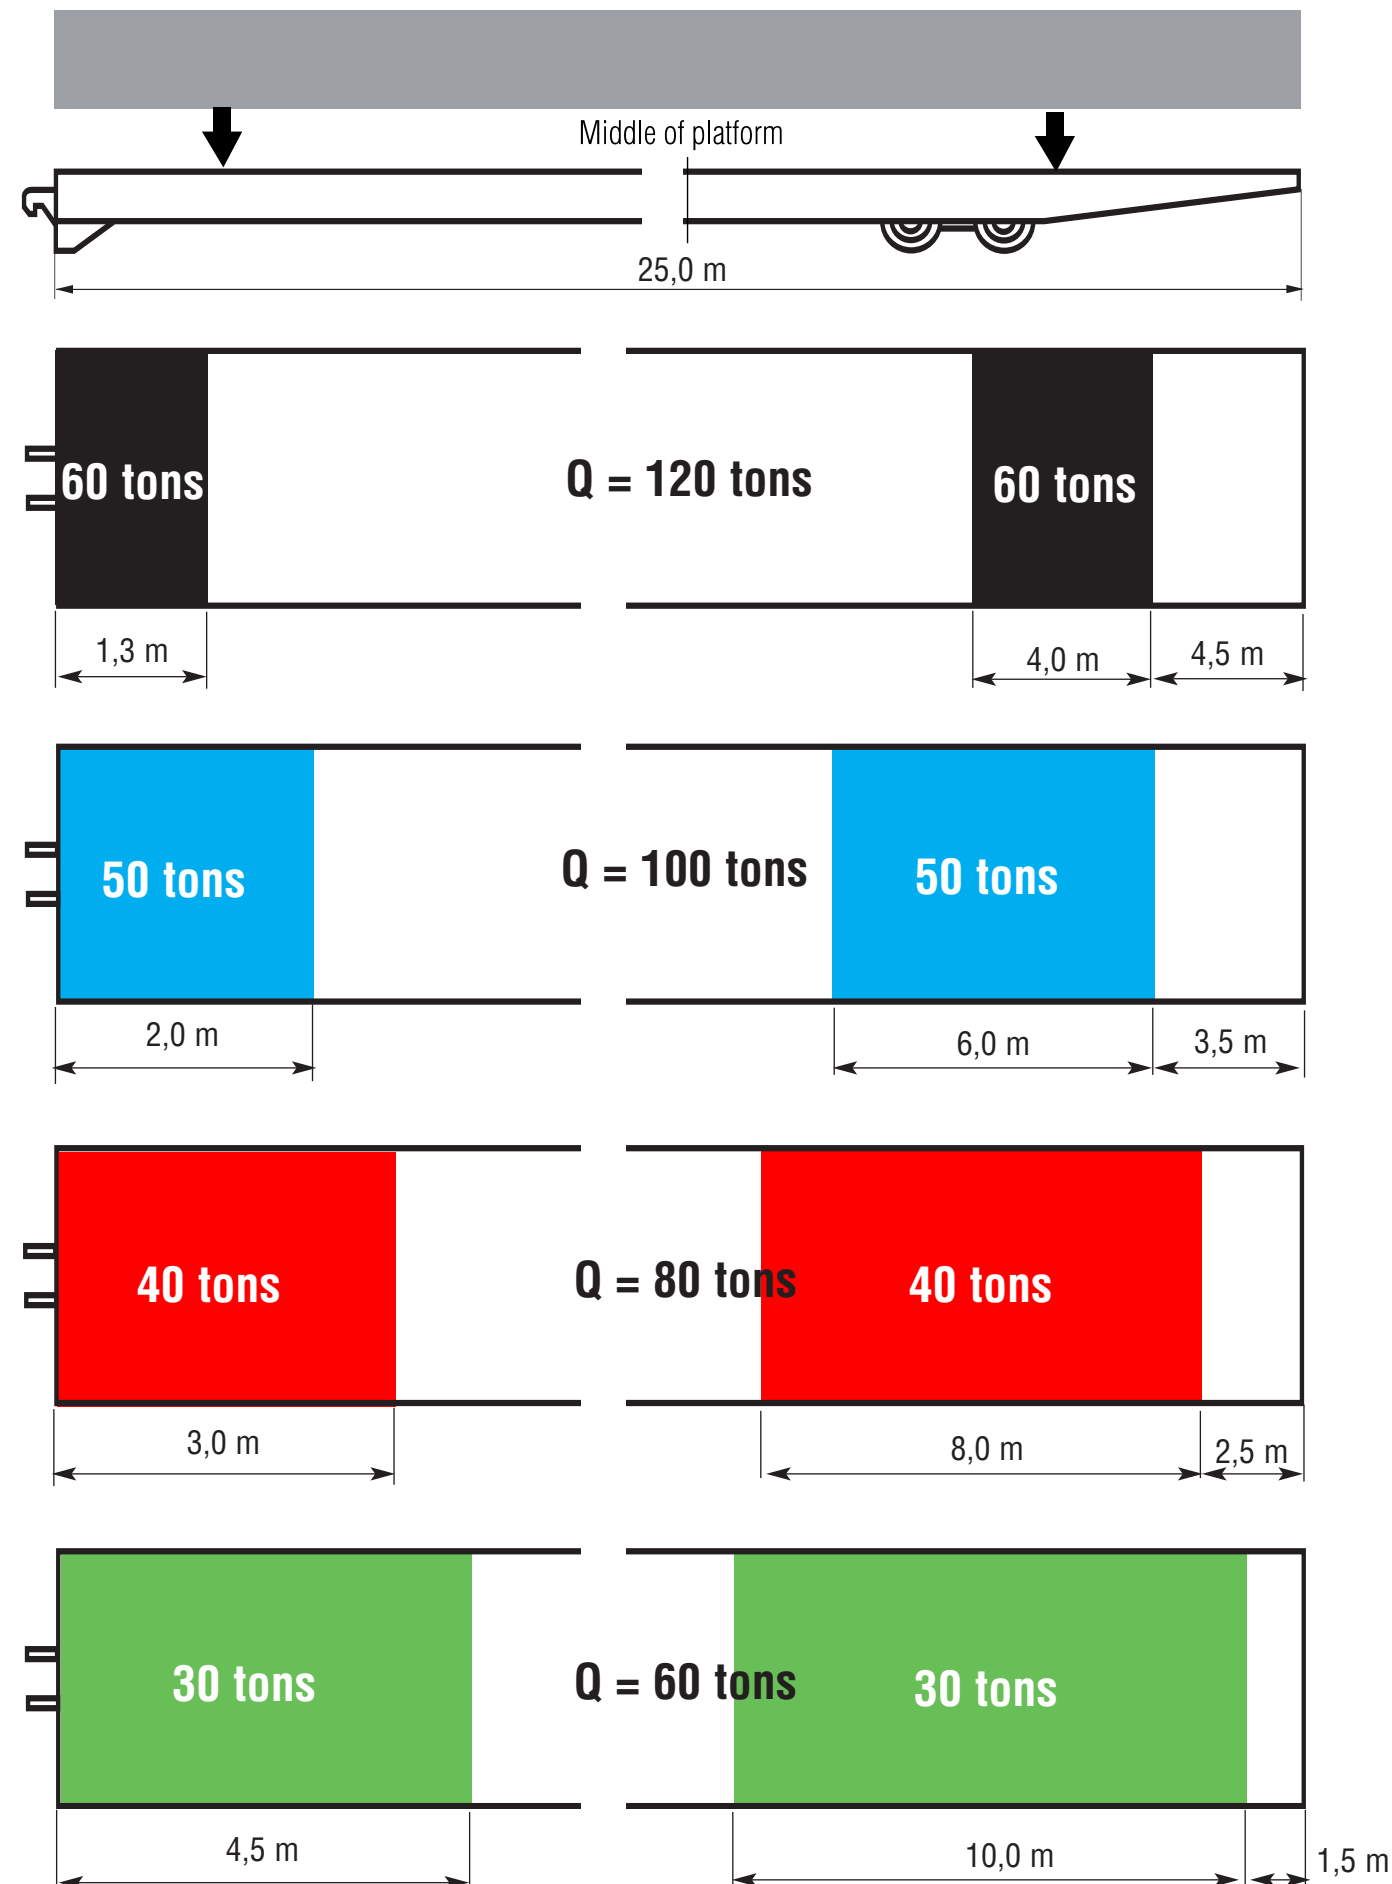 Middle of platform
25,0 m
60 tons
Q = 120 tons
60 tons
1,3 m
4,0 m
4,5 m
50 tons
Q = 100 tons
50 tons
2,0 m
6,0 m
3,5 m
40 tons
Q = 80 tons
40 tons
3,0 m
8,0 m
2,5 m
30 tons
Q = 60 tons
30 tons
4,5 m
10,0 m
1,5 m